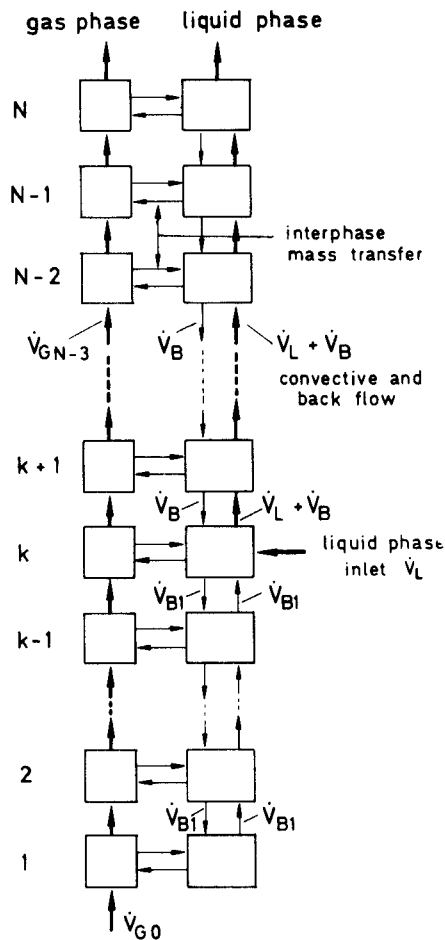 gas phase liquid phase
N
N-1
interphase
mass transfer
N-2
V̇GN-3 V̇B V̇L + V̇B
convective and
back flow
k+1
V̇B V̇L + V̇B
k
liquid phase
inlet V̇L
V̇B1 V̇B1
k-1
2
V̇B1 V̇B1
1
V̇G0